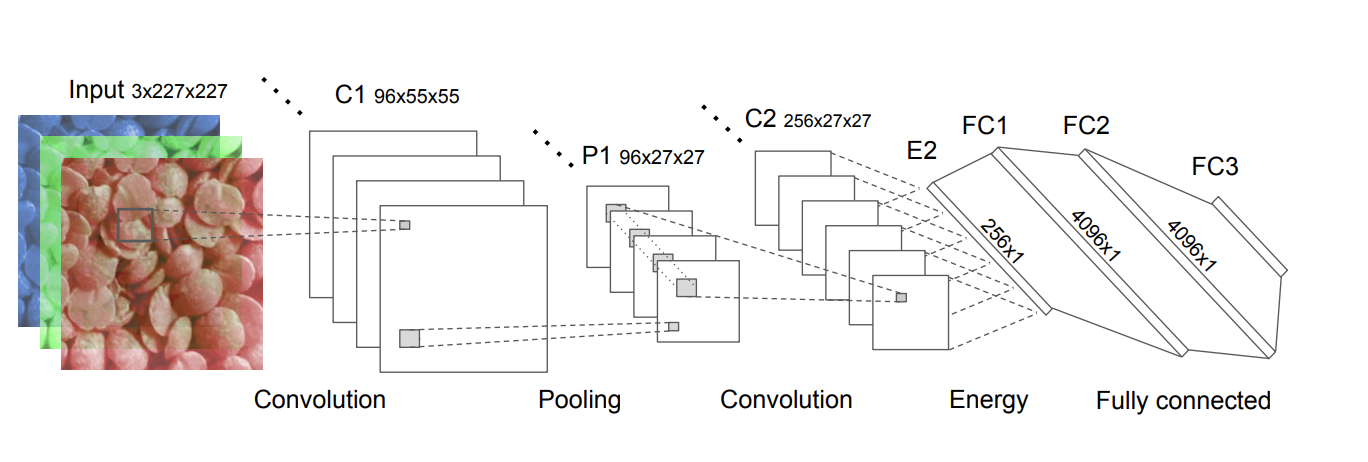 Input 3x227x227
C1 96x55x55
P1 96x27x27
C2 256x27x27
E2
FC1
FC2
FC3
256x1
4096x1
4096x1
Convolution
Pooling
Convolution
Energy
Fully connected